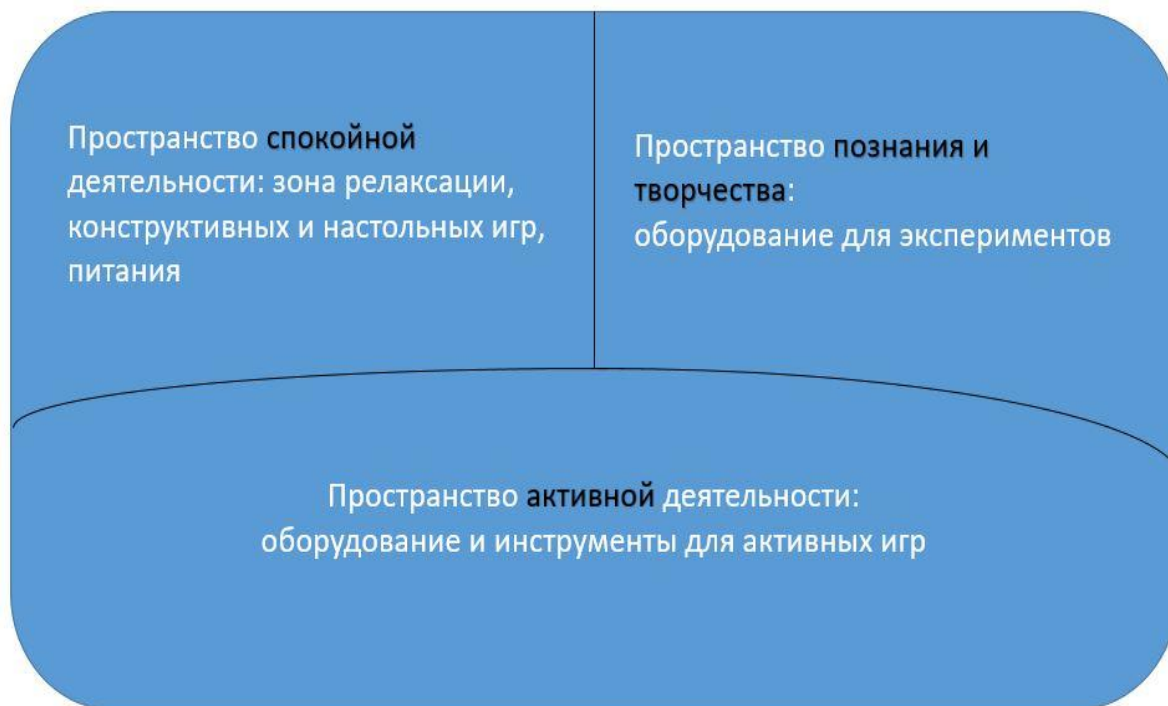 Пространство спокойной
деятельности: зона релаксации,
конструктивных и настольных игр,
питания
Пространство познания и
творчества:
оборудование для экспериментов
Пространство активной деятельности:
оборудование и инструменты для активных игр